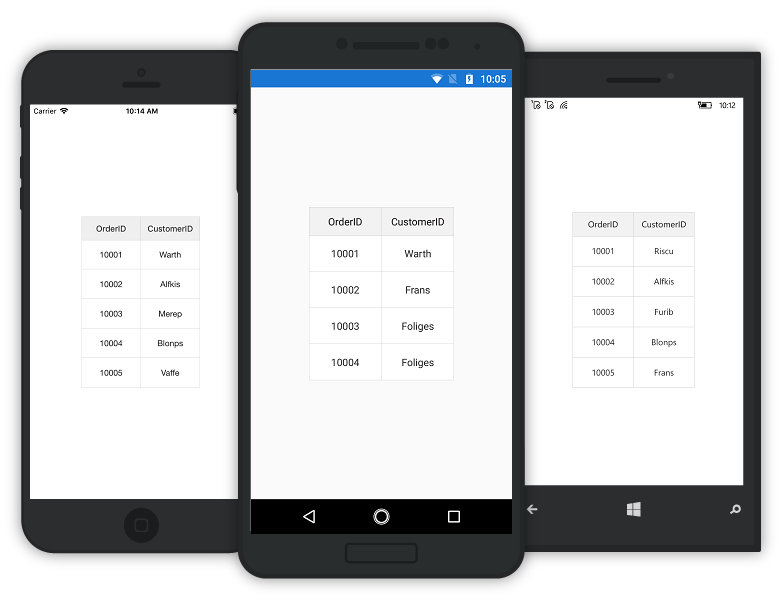 Carrier 10:14 AM
OrderID CustomerID
10001 Warth
10002 Alfkis
10003 Merep
10004 Blonps
10005 Vaffe
10:05
OrderID CustomerID
10001 Warth
10002 Frans
10003 Foliges
10004 Foliges
10:12
OrderID CustomerID
10001 Riscu
10002 Alfkis
10003 Furib
10004 Blonps
10005 Frans